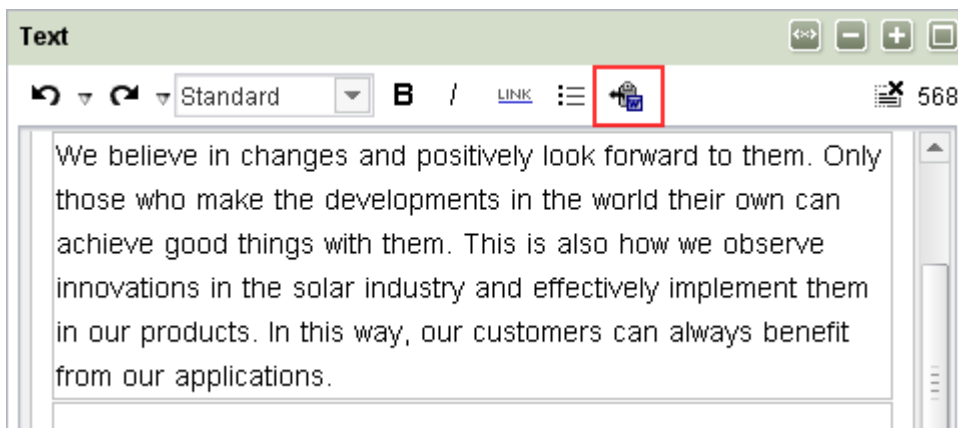 Text
Standard B I LINK W 568
We believe in changes and positively look forward to them. Only
those who make the developments in the world their own can
achieve good things with them. This is also how we observe
innovations in the solar industry and effectively implement them
in our products. In this way, our customers can always benefit
from our applications.